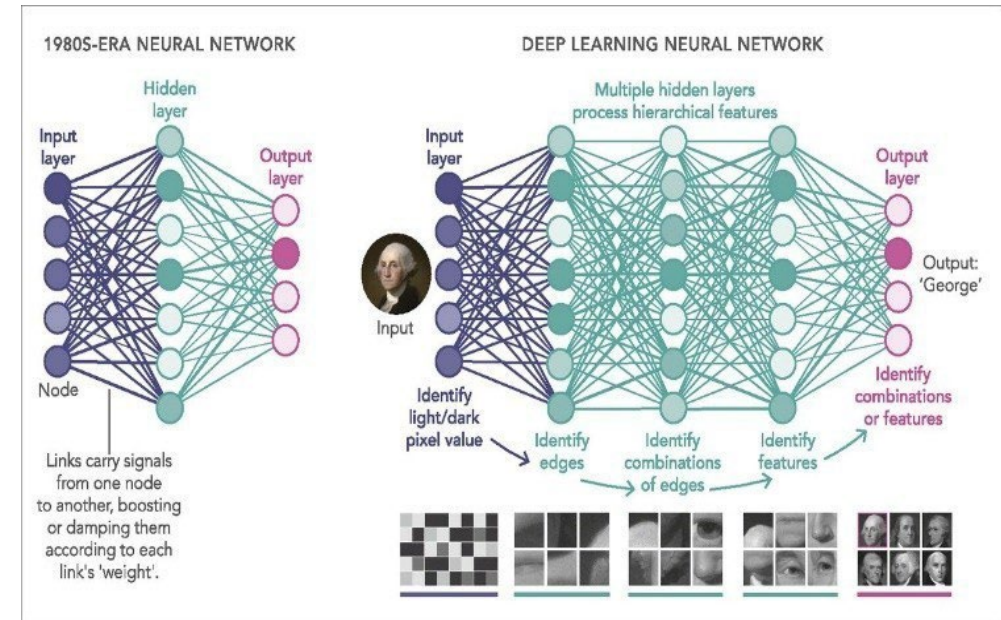 1980S-ERA NEURAL NETWORK
Hidden
layer
Input
layer
Output
layer
Node
Links carry signals
from one node
to another, boosting
or damping them
according to each
link's 'weight'.
DEEP LEARNING NEURAL NETWORK
Multiple hidden layers
process hierarchical features
Input
layer
Output
layer
Input
Output:
'George'
Identify
light/dark
pixel value
Identify
edges
Identify
combinations
of edges
Identify
features
Identify
combinations
or features